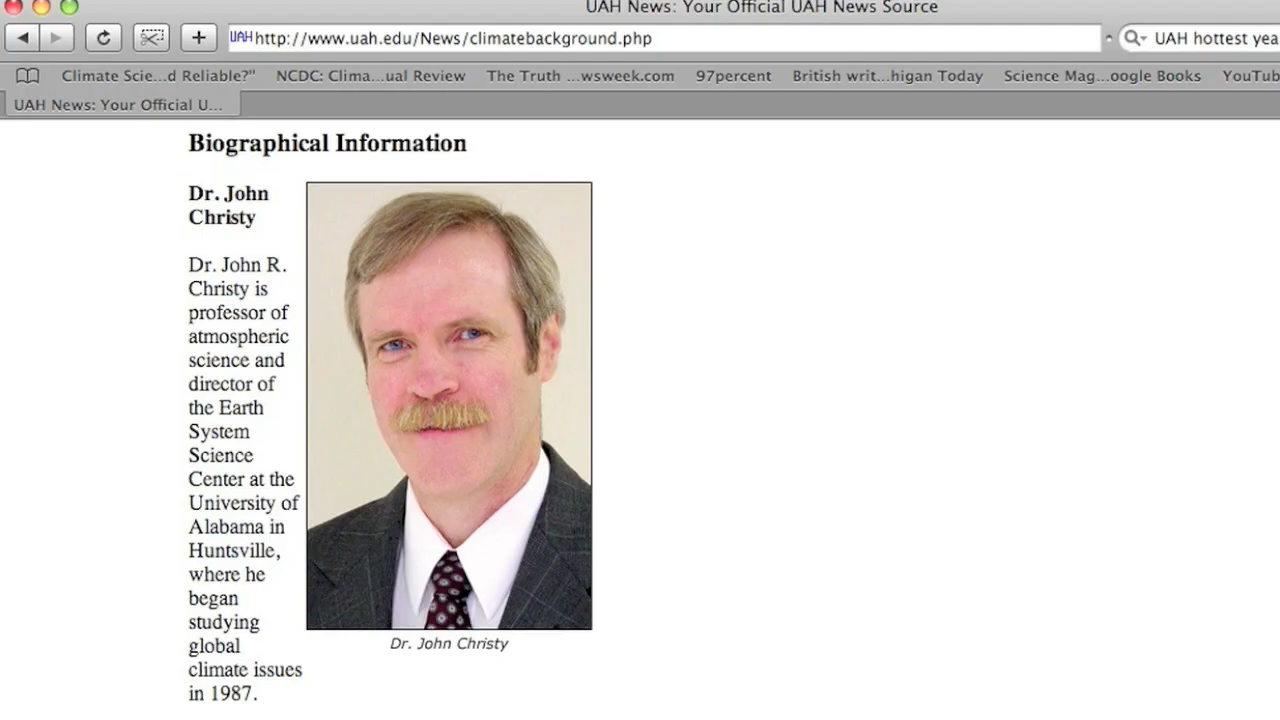 UAH News: Your Official UAH News Source
UAH http://www.uah.edu/News/climatebackground.php
UAH hottest yea
Climate Scie...d Reliable?" NCDC: Clima...ual Review The Truth ...wsweek.com 97percent British writ...higan Today Science Mag...oogle Books YouTub
UAH News: Your Official U...
Biographical Information
Dr. John
Christy
Dr. John R.
Christy is
professor of
atmospheric
science and
director of
the Earth
System
Science
Center at the
University of
Alabama in
Huntsville,
where he
began
studying
global
climate issues
in 1987.
Dr. John Christy